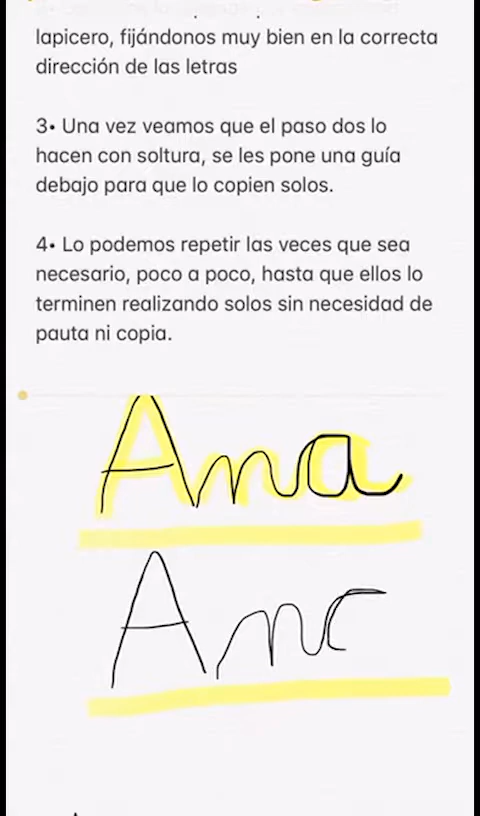 lapicero, fijándonos muy bien en la correcta
dirección de las letras
3• Una vez veamos que el paso dos lo
hacen con soltura, se les pone una guía
debajo para que lo copien solos.
4• Lo podemos repetir las veces que sea
necesario, poco a poco, hasta que ellos lo
terminen realizando solos sin necesidad de
pauta ni copia.
Ana
Anc